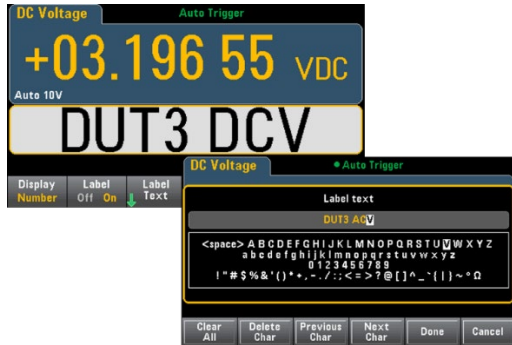 DC Voltage
Auto Trigger
+03.196 55 VDC
Auto 10V
DUT3 DCV
Display
Number
Label
Off On
Label
Text
DC Voltage
Auto Trigger
Label text
DUT3 ACV
<space> A B C D E F G H I J K L M N O P Q R S T U V W X Y Z
a b c d e f g h i j k l m n o p q r s t u v w x y z
0 1 2 3 4 5 6 7 8 9
! " # $ % & ' ( ) * + , - . / : ; < = > ? @ [ ] ^ _ ` { | } ~ ° Ω
Clear
All
Delete
Char
Previous
Char
Next
Char
Done
Cancel